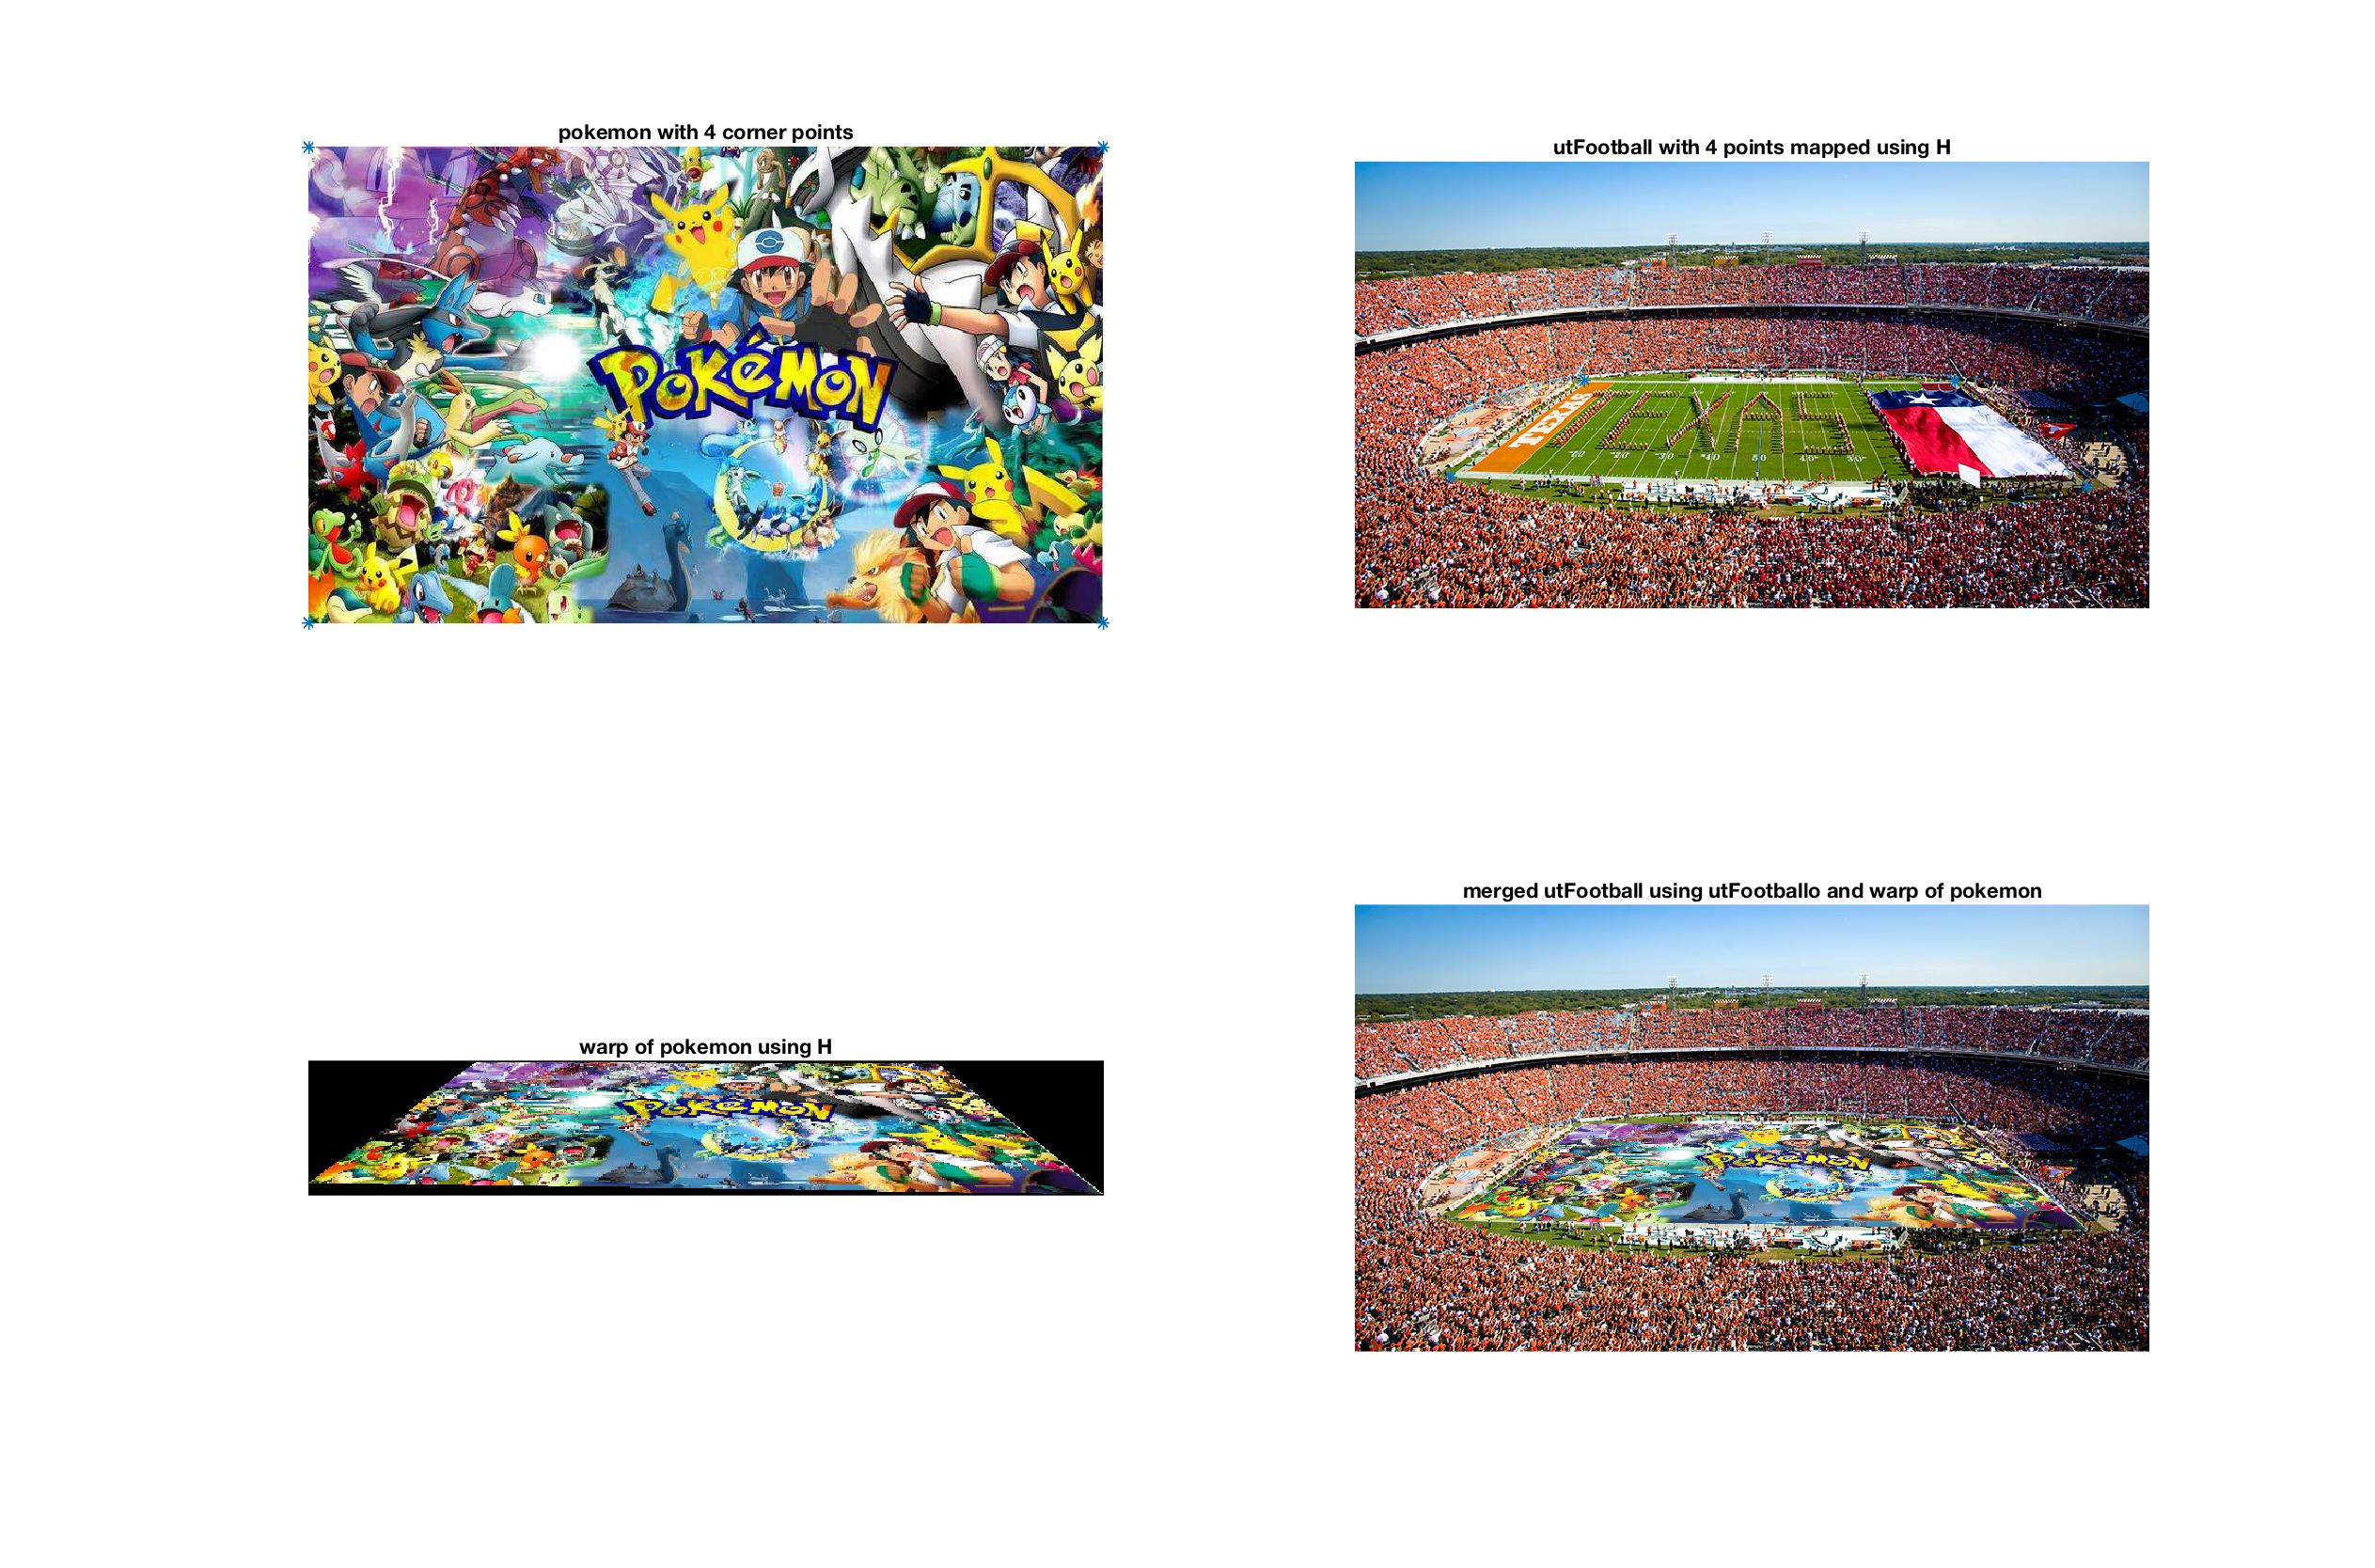 pokemon with 4 corner points
POKéMON
utFootball with 4 points mapped using H
TEXAS
TEXAS
warp of pokemon using H
POKéMON
merged utFootball using utFootballo and warp of pokemon
POKéMON